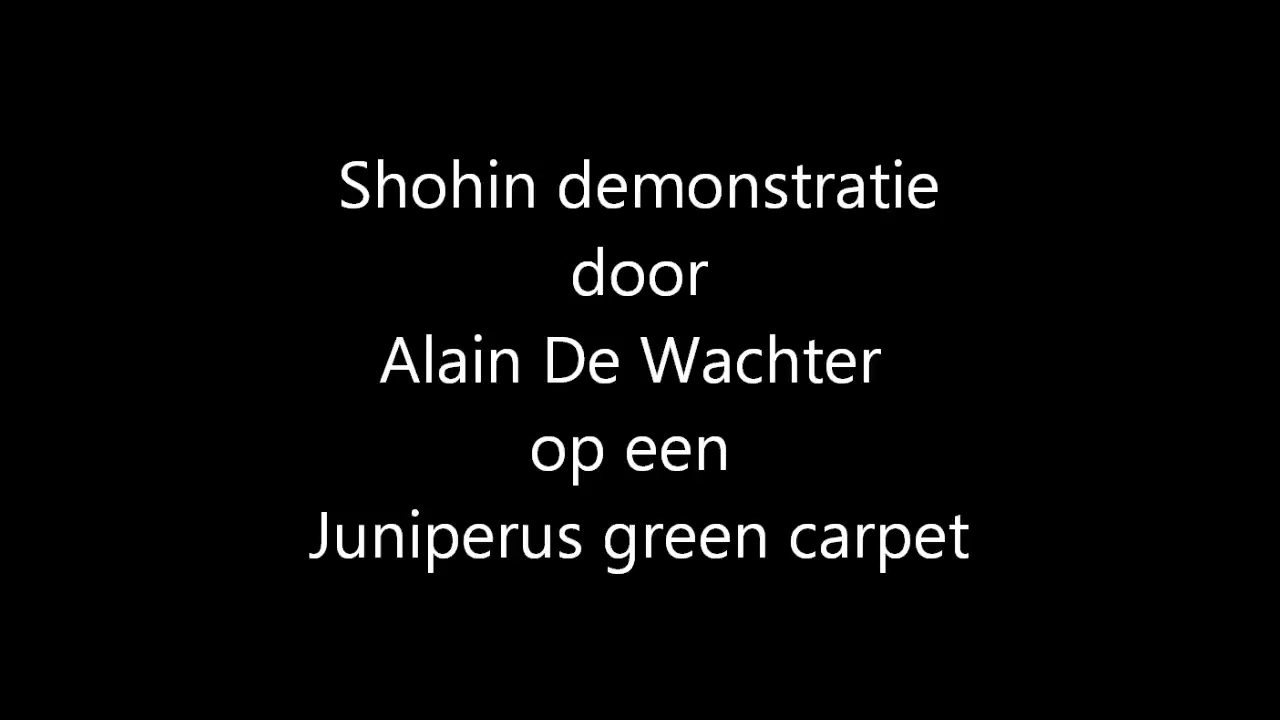 Shohin demonstratie
door
Alain De Wachter
op een
Juniperus green carpet